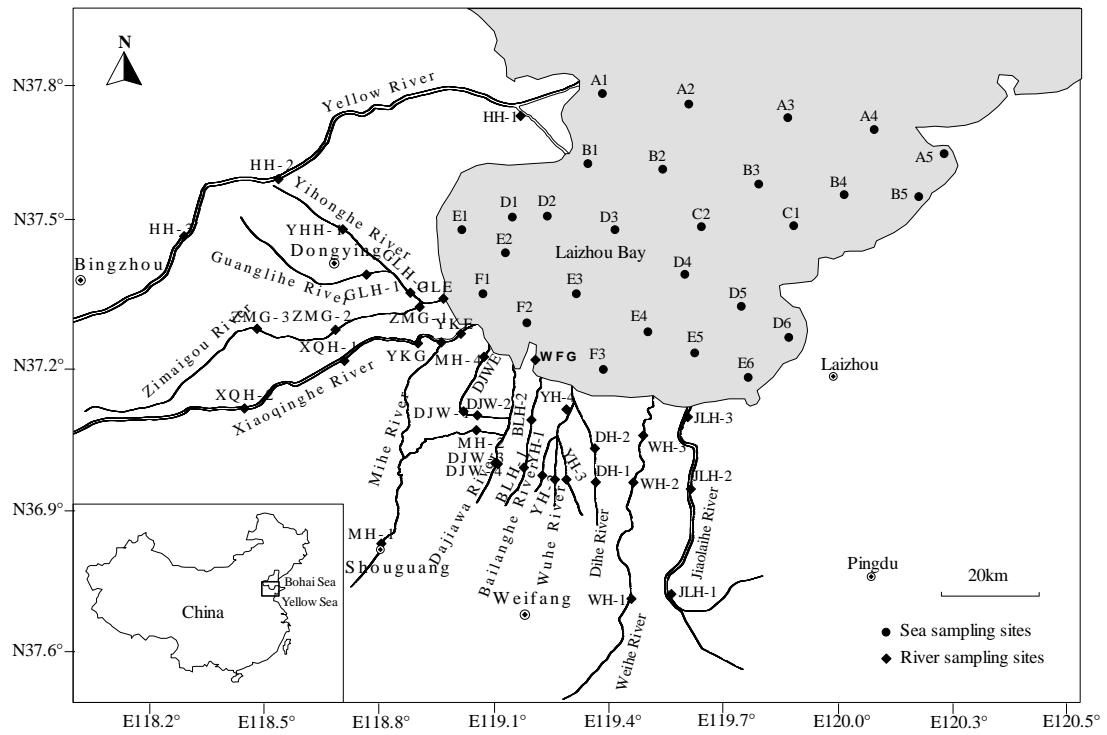 N
N37.8°
N37.5°
N37.2°
N36.9°
N37.6°
E118.2°
E118.5°
E118.8°
E119.1°
E119.4°
E119.7°
E120.0°
E120.3°
E120.5°
Yellow River
HH-1
HH-2
HH-3
Bingzhou
Yihonghe River
YHH-1
Dongying
Guanglihe River
GLH-1
GLE
Zimaigou River
ZMG-3
ZMG-2
ZMG-1
YKE
YKG
XQH-1
XQH-2
Xiaoqinghe River
MH-4
Mihe River
DJWE
DJW-2
MH-2
DJW-3
DJW-4
MH-1
Shouguang
Dajiawa River
BLH-2
BLH-1
Bailanghe River
WFG
YH-4
YH-1
YH-3
Wuhe River
Weifang
DH-2
DH-1
Dihe River
WH-3
WH-2
WH-1
Weihe River
JLH-3
JLH-2
JLH-1
Jiaolaihe River
Laizhou
Pingdu
A1
A2
A3
A4
A5
B1
B2
B3
B4
B5
C2
C1
D1
D2
D3
D4
D5
D6
E1
E2
E3
E4
E5
E6
F1
F2
F3
Laizhou Bay
20km
Sea sampling sites
River sampling sites
China
Bohai Sea
Yellow Sea